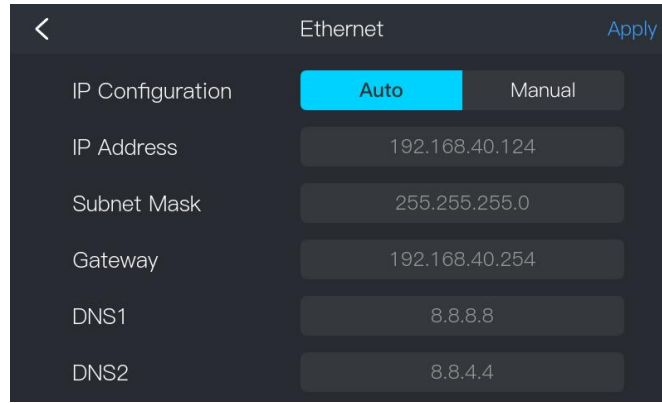 Ethernet Apply
IP Configuration Auto Manual
IP Address 192.168.40.124
Subnet Mask 255.255.255.0
Gateway 192.168.40.254
DNS1 8.8.8.8
DNS2 8.8.4.4